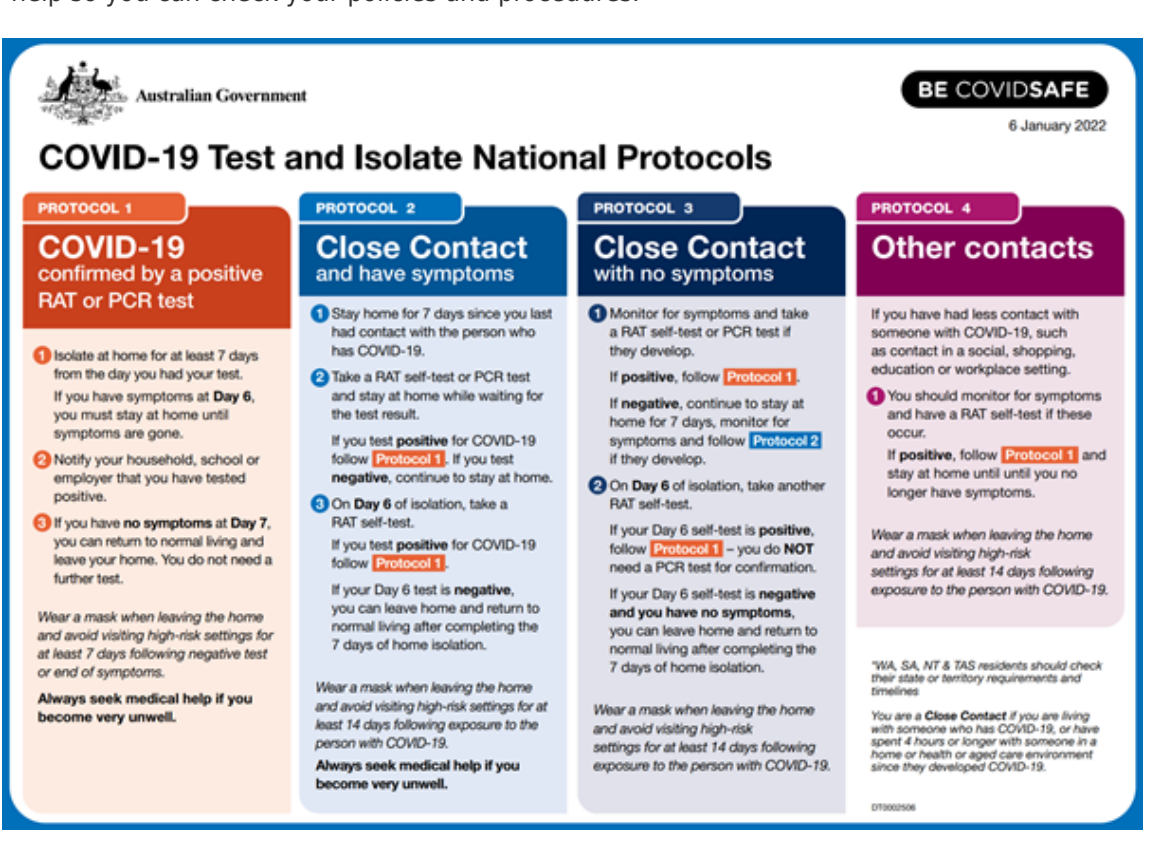 help so you can check your policies and procedures.
Australian Government
BE COVIDSAFE
6 January 2022
COVID-19 Test and Isolate National Protocols
PROTOCOL 1
COVID-19
confirmed by a positive
RAT or PCR test
1 Isolate at home for at least 7 days
from the day you had your test.
If you have symptoms at Day 6,
you must stay at home until
symptoms are gone.
2 Notify your household, school or
employer that you have tested
positive.
3 If you have no symptoms at Day 7,
you can return to normal living and
leave your home. You do not need a
further test.
Wear a mask when leaving the home
and avoid visiting high-risk settings for
at least 7 days following negative test
or end of symptoms.
Always seek medical help if you
become very unwell.
PROTOCOL 2
Close Contact
and have symptoms
1 Stay home for 7 days since you last
had contact with the person who
has COVID-19.
2 Take a RAT self-test or PCR test
and stay at home while waiting for
the test result.
If you test positive for COVID-19
follow Protocol 1. If you test
negative, continue to stay at home.
3 On Day 6 of isolation, take a
RAT self-test.
If you test positive for COVID-19
follow Protocol 1.
If your Day 6 test is negative,
you can leave home and return to
normal living after completing the
7 days of home isolation.
Wear a mask when leaving the home
and avoid visiting high-risk settings for at
least 14 days following exposure to the
person with COVID-19.
Always seek medical help if you
become very unwell.
PROTOCOL 3
Close Contact
with no symptoms
1 Monitor for symptoms and take
a RAT self-test or PCR test if
they develop.
If positive, follow Protocol 1.
If negative, continue to stay at
home for 7 days, monitor for
symptoms and follow Protocol 2
if they develop.
2 On Day 6 of isolation, take another
RAT self-test.
If your Day 6 self-test is positive,
follow Protocol 1 – you do NOT
need a PCR test for confirmation.
If your Day 6 self-test is negative
and you have no symptoms,
you can leave home and return to
normal living after completing the
7 days of home isolation.
Wear a mask when leaving the home
and avoid visiting high-risk
settings for at least 14 days following
exposure to the person with COVID-19.
PROTOCOL 4
Other contacts
If you have had less contact with
someone with COVID-19, such
as contact in a social, shopping,
education or workplace setting.
1 You should monitor for symptoms
and have a RAT self-test if these
occur.
If positive, follow Protocol 1 and
stay at home until until you no
longer have symptoms.
Wear a mask when leaving the home
and avoid visiting high-risk
settings for at least 14 days following
exposure to the person with COVID-19.
*WA, SA, NT & TAS residents should check
their state or territory requirements and
timelines
You are a Close Contact if you are living
with someone who has COVID-19, or have
spent 4 hours or longer with someone in a
home or health or aged care environment
since they developed COVID-19.
DT0002506